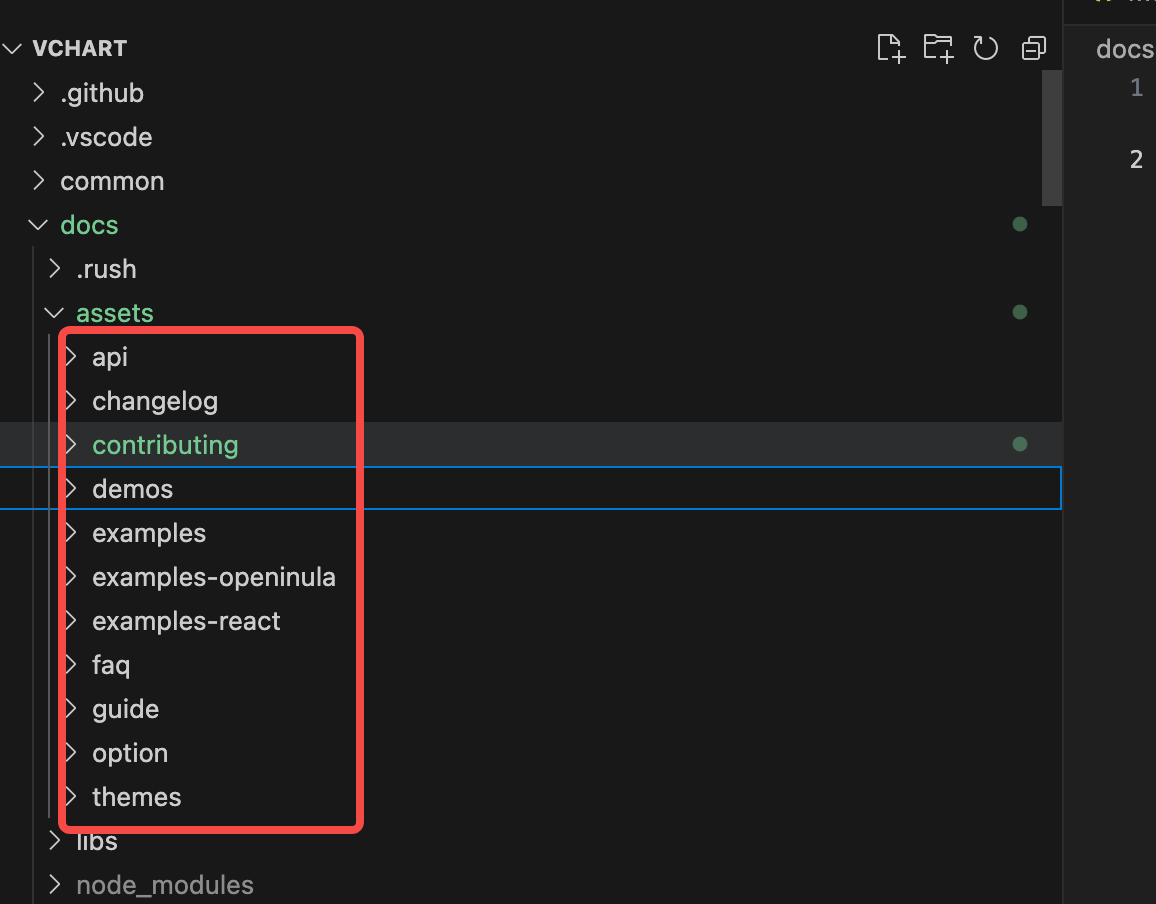 VCHART
.github
.vscode
common
docs
.rush
assets
api
changelog
contributing
demos
examples
examples-openinula
examples-react
faq
guide
option
themes
libs
node_modules
docs
1
2